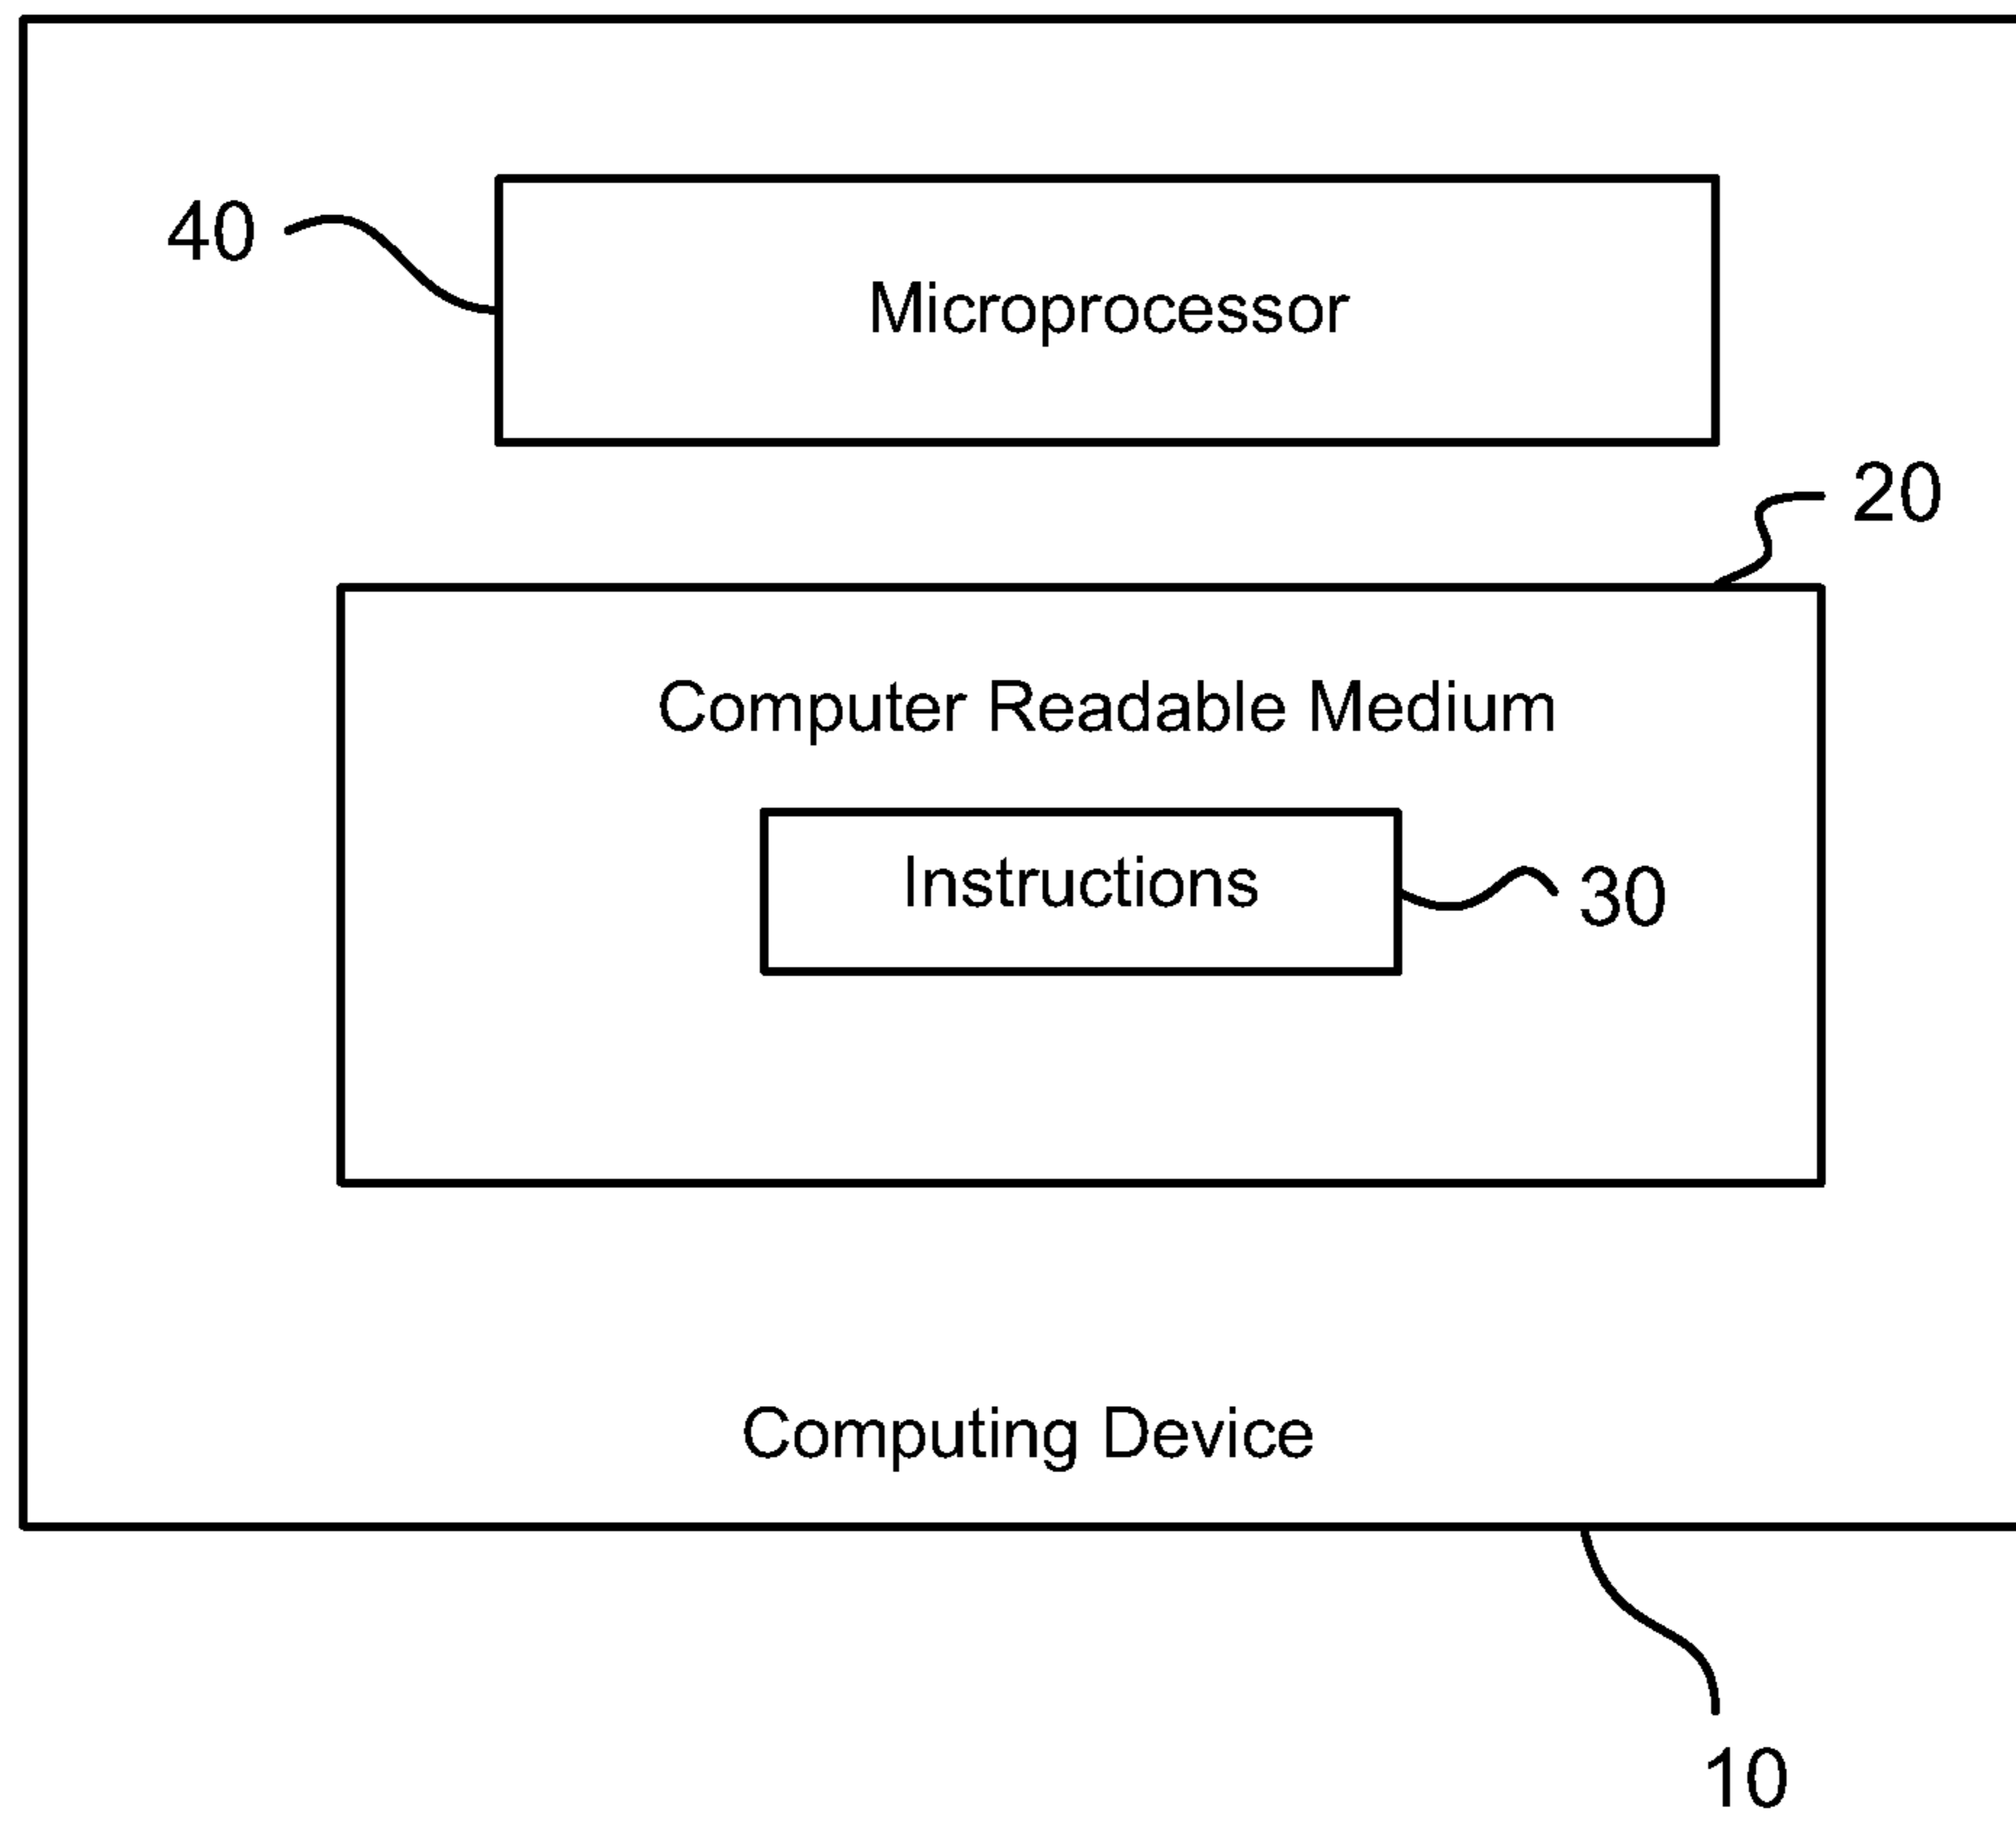 40
Microprocessor
20
Computer Readable Medium
Instructions
30
Computing Device
10